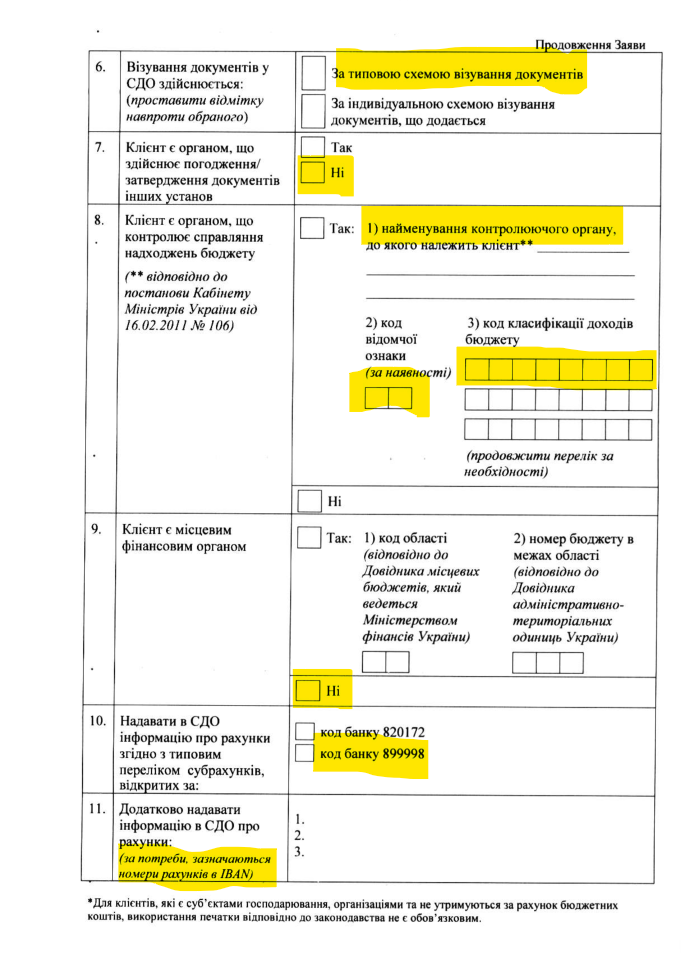 Продовження Заяви
6.
Візування документів у
СДО здійснюється:
(проставити відмітку
навпроти обраного)
За типовою схемою візування документів
За індивідуальною схемою візування
документів, що додається
7.
Клієнт є органом, що
здійснює погодження/
затвердження документів
інших установ
Так
Ні
8.
Клієнт є органом, що
контролює справляння
надходжень бюджету
(** відповідно до
постанови Кабінету
Міністрів України від
16.02.2011 № 106)
Так: 1) найменування контролюючого органу,
до якого належить клієнт**
2) код
відомчої
ознаки
(за наявності)
3) код класифікації доходів
бюджету
(продовжити перелік за
необхідності)
Ні
9.
Клієнт є місцевим
фінансовим органом
Так:
1) код області
(відповідно до
Довідника місцевих
бюджетів, який
ведеться
Міністерством
фінансів України)
2) номер бюджету в
межах області
(відповідно до
Довідника
адміністративно-
територіальних
одиниць України)
Ні
10.
Надавати в СДО
інформацію про рахунки
згідно з типовим
переліком субрахунків,
відкритих за:
код банку 820172
код банку 899998
11.
Додатково надавати
інформацію в СДО про
рахунки:
(за потреби, зазначаються
номери рахунків в IBAN)
1.
2.
3.
*Для клієнтів, які є суб’єктами господарювання, організаціями та не утримуються за рахунок бюджетних
коштів, використання печатки відповідно до законодавства не є обов’язковим.